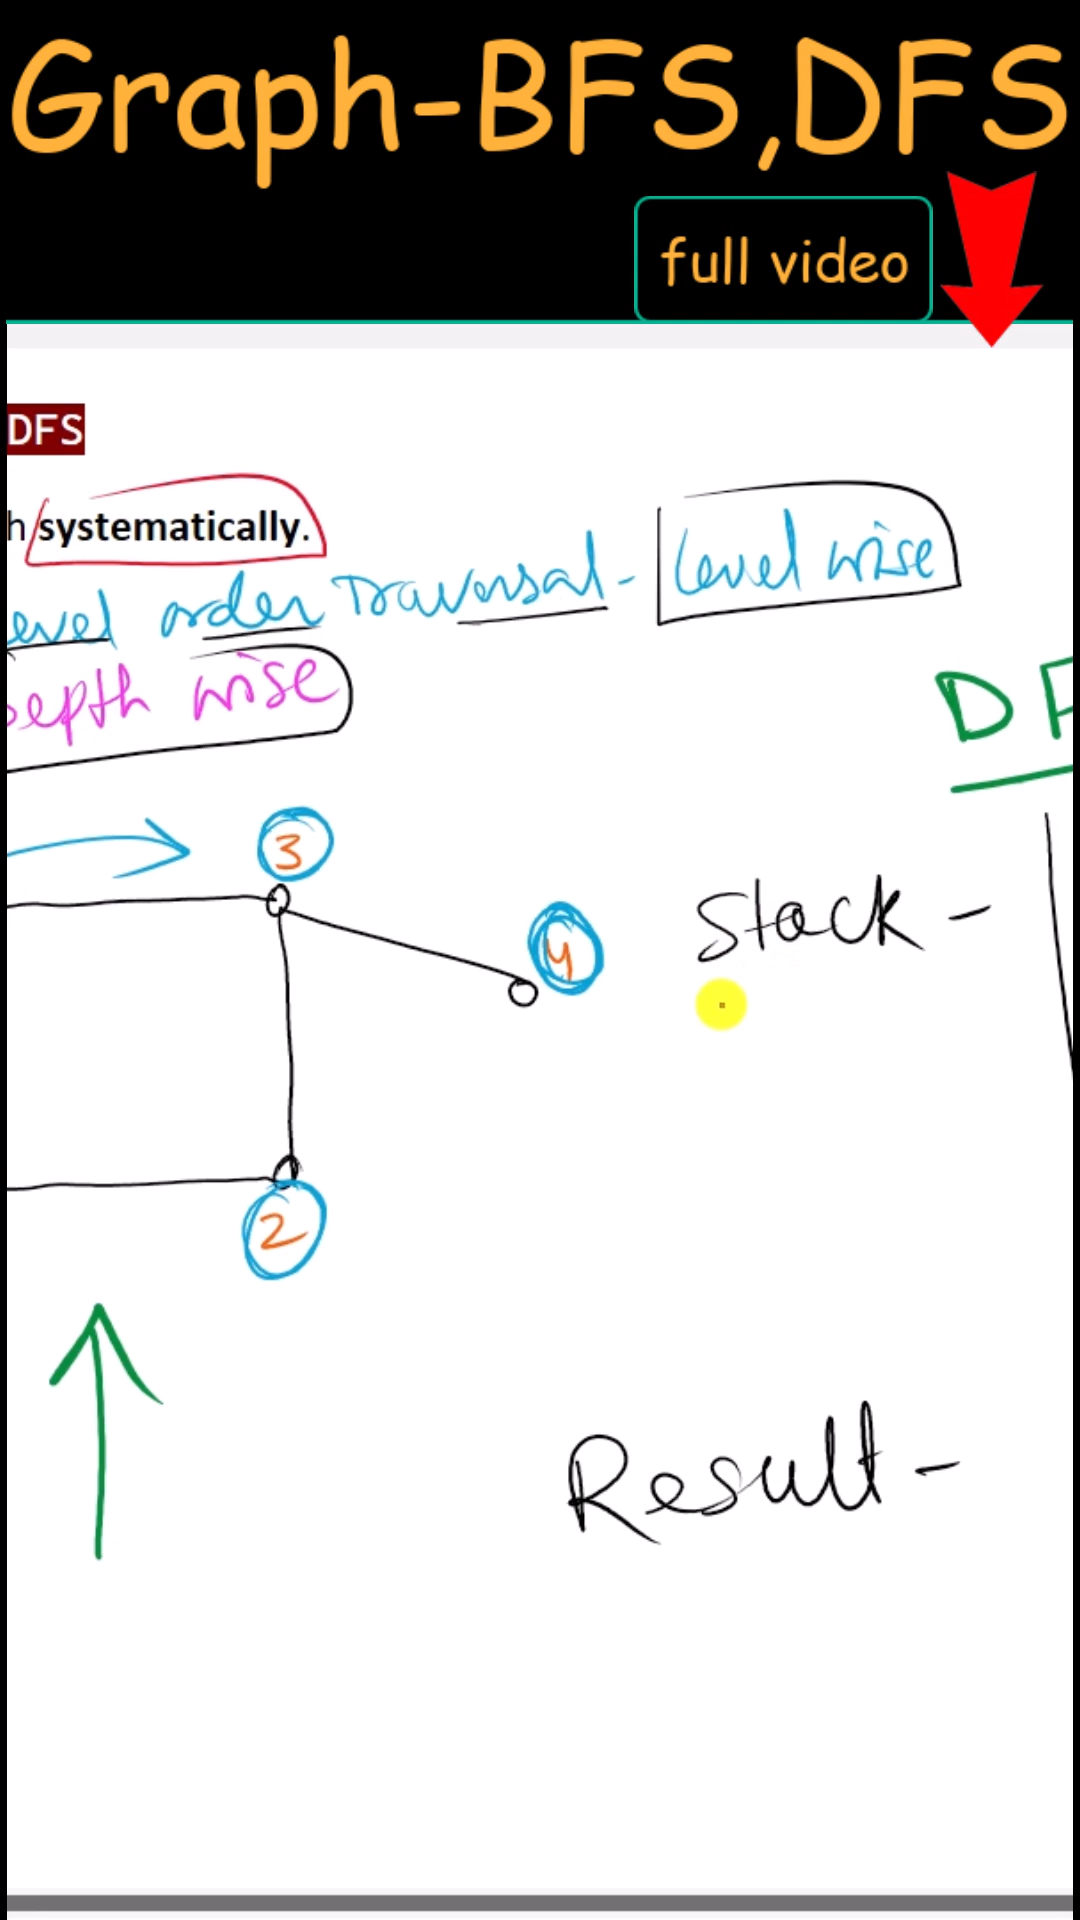 Graph-BFS,DFS
full video
DFS
h systematically.
evel order Traversal- level wise
epth wise
DF
3
4
Stack -
2
Result -